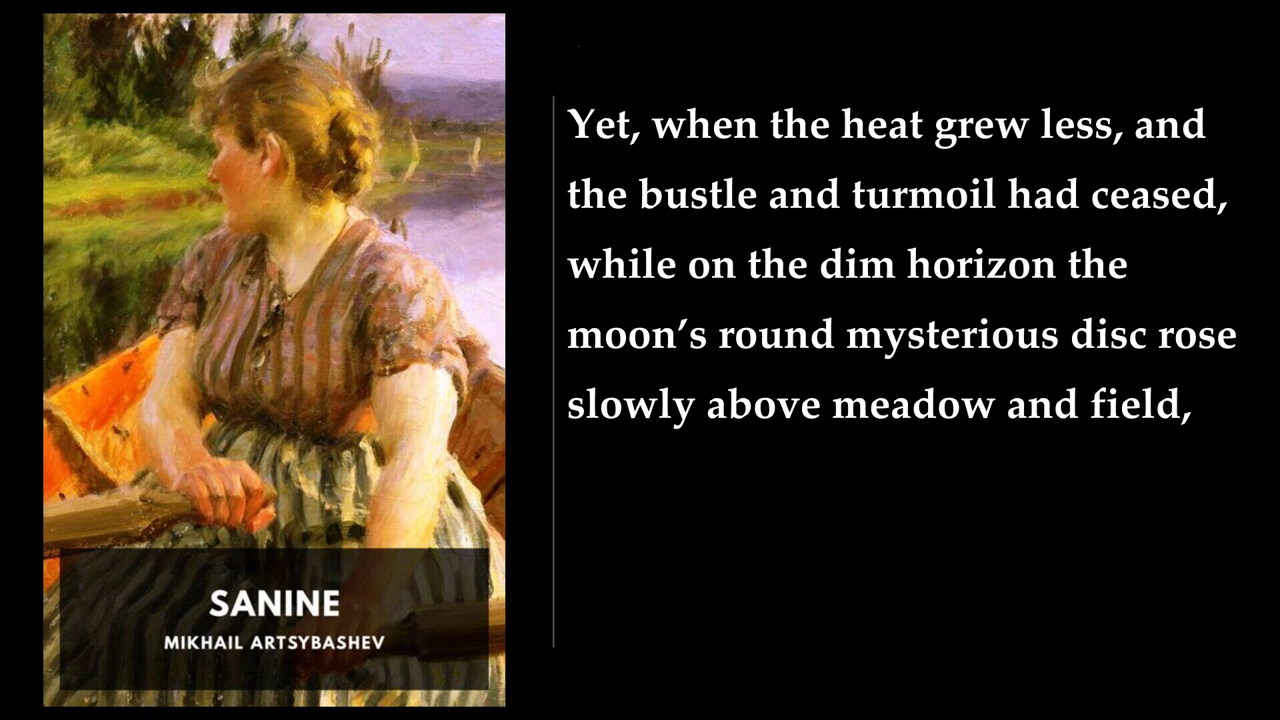 SANINE
MIKHAIL ARTSYBASHEV
Yet, when the heat grew less, and
the bustle and turmoil had ceased,
while on the dim horizon the
moon’s round mysterious disc rose
slowly above meadow and field,